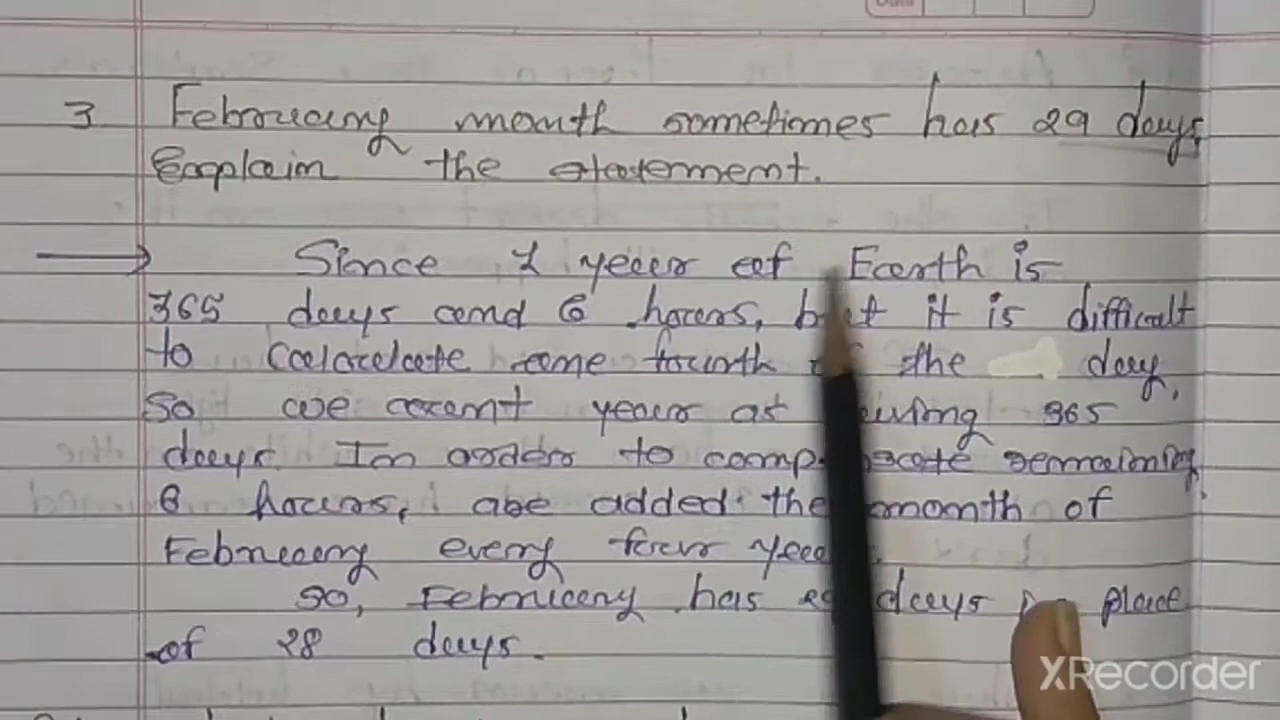 Data
3 February month sometimes has 29 days
Explain the statement.
Since 1 year of Earth is
365 days and 6 hours, but it is difficult
to calculate one fourth of the day,
So we count year as 365
days. In order to remaining
6 hours, are added the month of
February every four
So, February has days place
of 28 days.
XRecorder